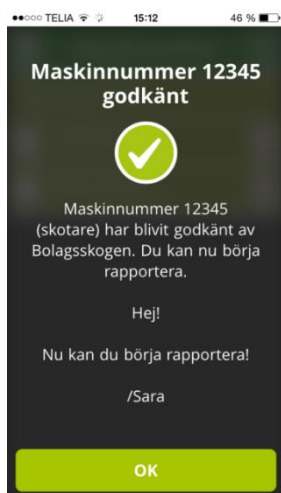 TELIA 15:12 46 %
Maskinnummer 12345
godkänt
Maskinnummer 12345
(skotare) har blivit godkänt av
Bolagsskogen. Du kan nu börja
rapportera.
Hej!
Nu kan du börja rapportera!
/Sara
OK